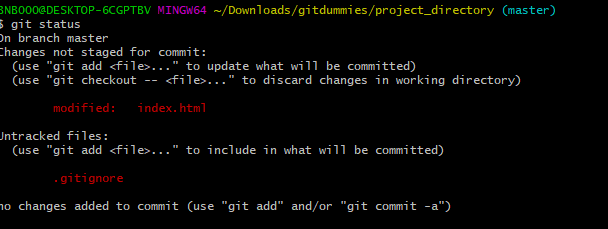 BNBOOO@DESKTOP-6CGPTBV MINGW64 ~/Downloads/gitdummies/project_directory (master)
$ git status
On branch master
Changes not staged for commit:
(use "git add <file>..." to update what will be committed)
(use "git checkout -- <file>..." to discard changes in working directory)
modified: index.html
Untracked files:
(use "git add <file>..." to include in what will be committed)
.gitignore
no changes added to commit (use "git add" and/or "git commit -a")